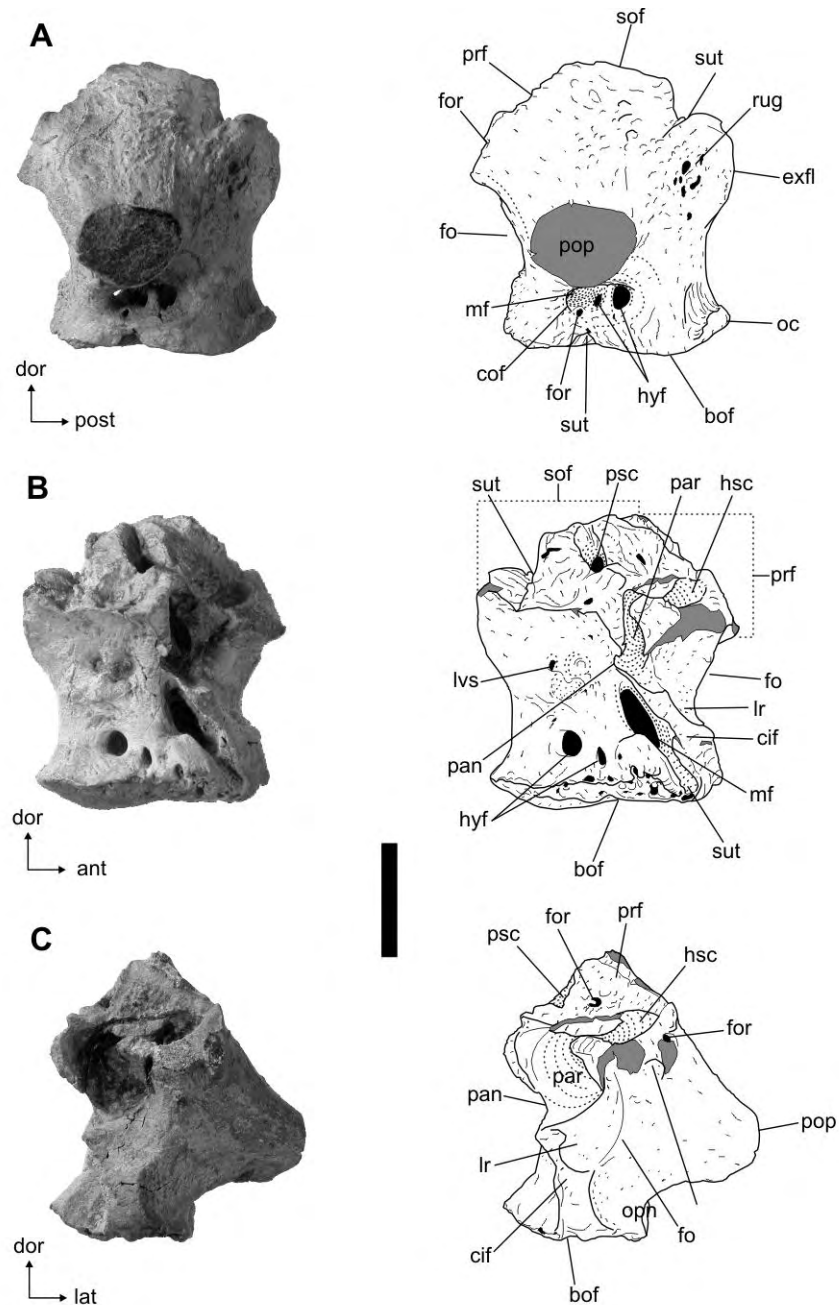 A
sof
prf
sut
for
rug
exfl
fo
pop
mf
oc
cof
for
hyf
sut
bof
dor
post
B
sof
psc
par
hsc
sut
prf
lvs
fo
lr
pan
cif
mf
hyf
sut
bof
dor
ant
C
for
prf
psc
hsc
for
par
pan
pop
lr
oph
cif
fo
bof
dor
lat